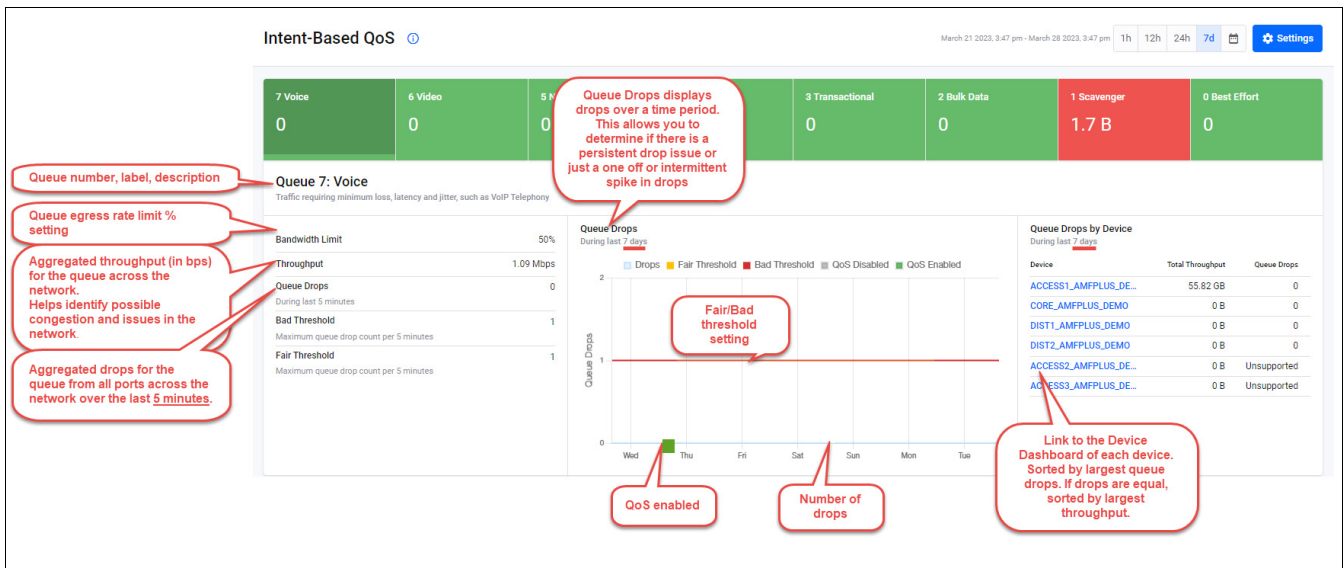 Intent-Based QoS
March 21 2023, 3:47 pm - March 28 2023, 3:47 pm
1h 12h 24h 7d
Settings
7 Voice
0
6 Video
0
5 N
0
3 Transactional
0
2 Bulk Data
0
1 Scavenger
1.7 B
0 Best Effort
0
Queue Drops displays
drops over a time period.
This allows you to
determine if there is a
persistent drop issue or
just a one off or intermittent
spike in drops
Queue number, label, description
Queue 7: Voice
Traffic requiring minimum loss, latency and jitter, such as VoIP Telephony
Queue egress rate limit %
setting
Aggregated throughput (in bps)
for the queue across the
network.
Helps identify possible
congestion and issues in the
network.
Aggregated drops for the
queue from all ports across the
network over the last 5 minutes.
Bandwidth Limit 50%
Throughput 1.09 Mbps
Queue Drops 0
During last 5 minutes
Bad Threshold 1
Maximum queue drop count per 5 minutes
Fair Threshold 1
Maximum queue drop count per 5 minutes
Queue Drops
During last 7 days
Drops Fair Threshold Bad Threshold QoS Disabled QoS Enabled
Queue Drops
2
1
0
Wed Thu Fri Sat Sun Mon Tue
Fair/Bad
threshold
setting
QoS enabled
Number of
drops
Queue Drops by Device
During last 7 days
Device Total Throughput Queue Drops
ACCESS1_AMFPLUS_DE... 55.82 GB 0
CORE_AMFPLUS_DEMO 0 B 0
DIST1_AMFPLUS_DEMO 0 B 0
DIST2_AMFPLUS_DEMO 0 B 0
ACCESS2_AMFPLUS_DE... 0 B Unsupported
ACCESS3_AMFPLUS_DE... 0 B Unsupported
Link to the Device
Dashboard of each device.
Sorted by largest queue
drops. If drops are equal,
sorted by largest
throughput.